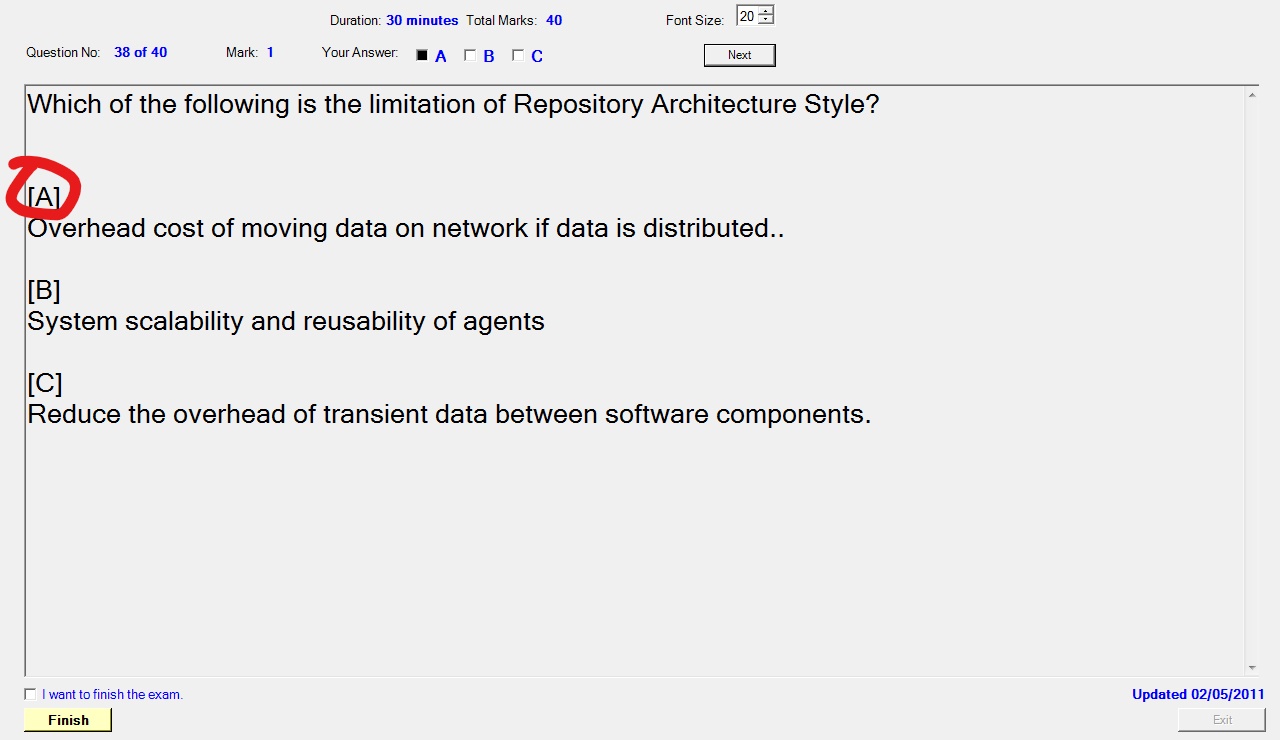 Duration: 30 minutes Total Marks: 40 Font Size: 20
Question No: 38 of 40 Mark: 1 Your Answer: A B C Next
Which of the following is the limitation of Repository Architecture Style?
[A]
Overhead cost of moving data on network if data is distributed..
[B]
System scalability and reusability of agents
[C]
Reduce the overhead of transient data between software components.
I want to finish the exam. Updated 02/05/2011
Finish Exit